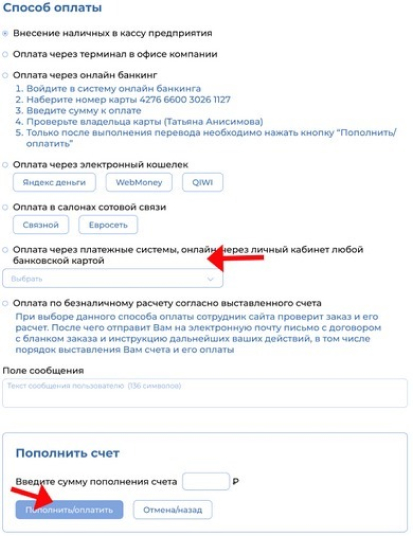 Способ оплаты
Внесение наличных в кассу предприятия
Оплата через терминал в офисе компании
Оплата через онлайн банкинг
1. Войдите в систему онлайн банкинга
2. Наберите номер карты 4276 6600 3026 1127
3. Введите сумму к оплате
4. Проверьте владельца карты (Татьяна Анисимова)
5. Только после выполнения перевода необходимо нажать кнопку "Пополнить/
оплатить"
Оплата через электронный кошелек
Яндекс деньги WebMoney QIWI
Оплата в салонах сотовой связи
Связной Евросеть
Оплата через платежные системы, онлайн через личный кабинет любой
банковской картой
Выбрать
Оплата по безналичному расчету согласно выставленного счета
При выборе данного способа оплаты сотрудник сайта проверит заказ и его
расчет. После чего отправит Вам на электронную почту письмо с договором
с бланком заказа и инструкцию дальнейших ваших действий, в том числе
порядок выставления Вам счета и его оплаты
Поле сообщения
Текст сообщения пользователю (136 символов)
Пополнить счет
Введите сумму пополнения счета ₽
Пополнить/оплатить Отмена/назад